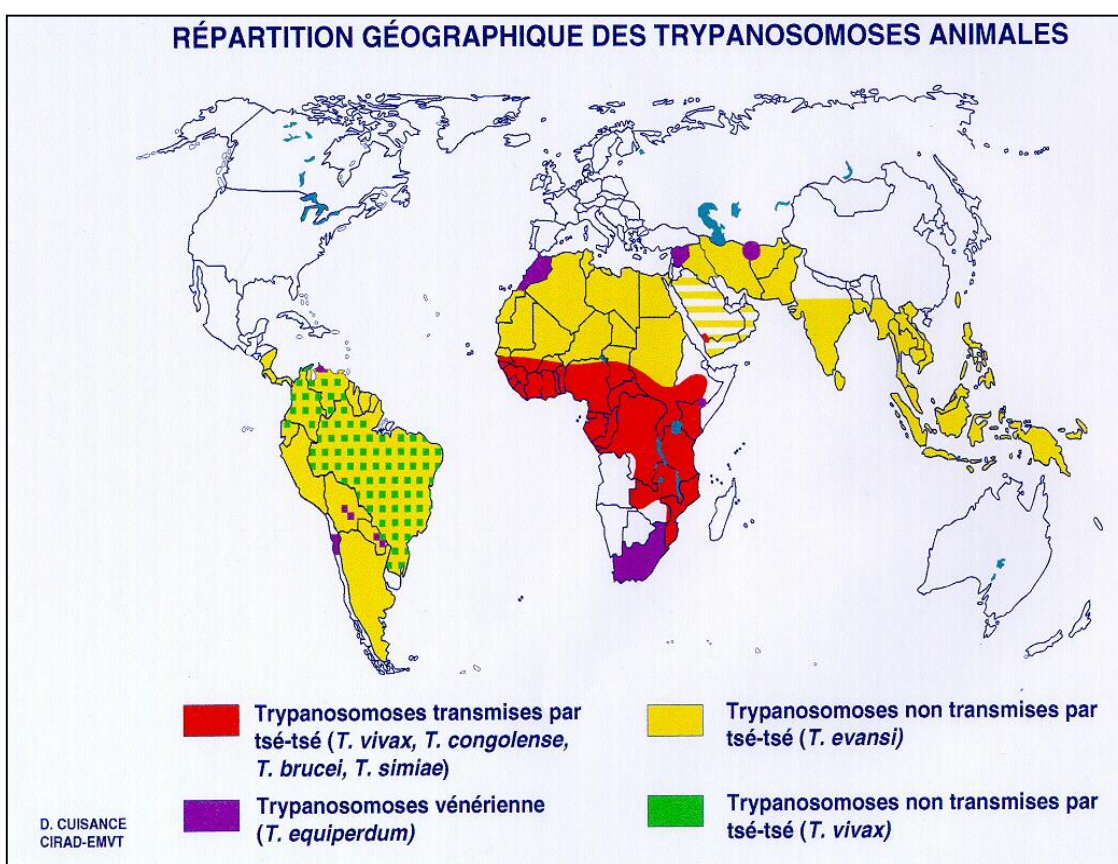 RÉPARTITION GÉOGRAPHIQUE DES TRYPANOSOMOSES ANIMALES
Trypanosomoses transmises par
tsé-tsé (T. vivax, T. congolense,
T. brucei, T. simiae)
Trypanosomoses vénérienne
(T. equiperdum)
Trypanosomoses non transmises par
tsé-tsé (T. evansi)
Trypanosomoses non transmises par
tsé-tsé (T. vivax)
D. CUISANCE
CIRAD-EMVT